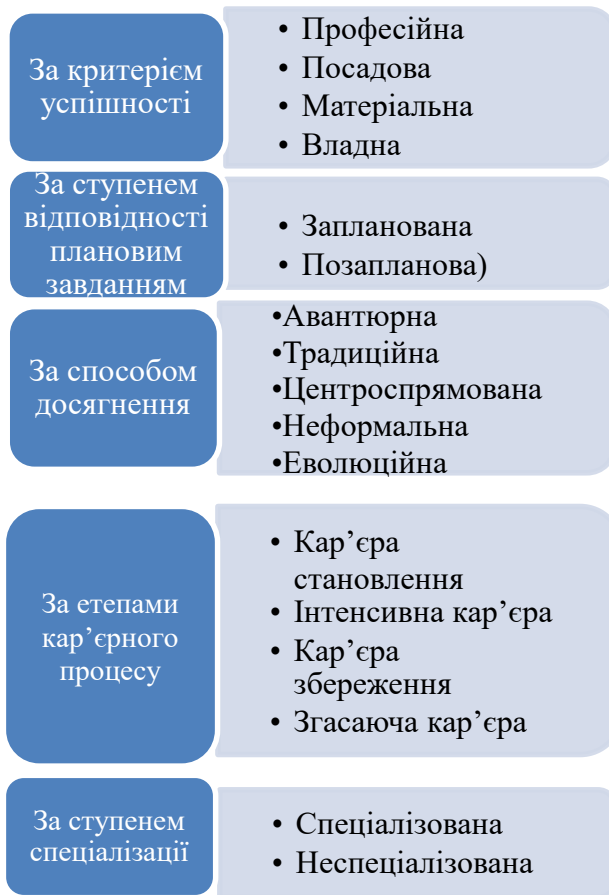 За критерієм
успішності
• Професійна
• Посадова
• Матеріальна
• Владна
За ступенем
відповідності
плановим
завданням
• Запланована
• Позапланова)
За способом
досягнення
•Авантюрна
•Традиційна
•Центроспрямована
•Неформальна
•Еволюційна
За етепами
кар’єрного
процесу
• Кар’єра
становлення
• Інтенсивна кар’єра
• Кар’єра
збереження
• Згасаюча кар’єра
За ступенем
спеціалізації
• Спеціалізована
• Неспеціалізована